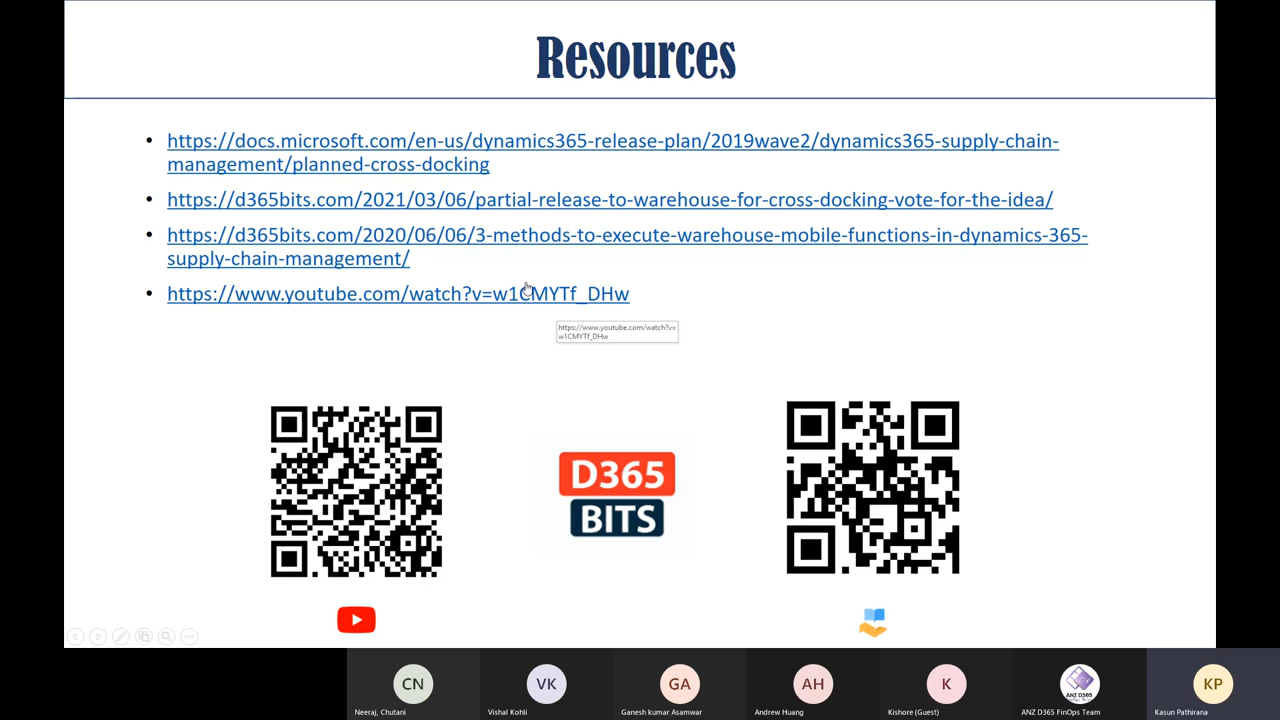 Resources
• https://docs.microsoft.com/en-us/dynamics365-release-plan/2019wave2/dynamics365-supply-chain-
management/planned-cross-docking
• https://d365bits.com/2021/03/06/partial-release-to-warehouse-for-cross-docking-vote-for-the-idea/
• https://d365bits.com/2020/06/06/3-methods-to-execute-warehouse-mobile-functions-in-dynamics-365-
supply-chain-management/
• https://www.youtube.com/watch?v=w1CMYTf_DHw
https://www.youtube.com/watch?v=
w1CMYTf_DHw
D365
BITS
CN
VK
GA
AH
K
ANZ D365
KP
Neeraj, Chutani
Vishal Kohli
Ganesh kumar Asamwar
Andrew Huang
Kishore (Guest)
ANZ D365 FinOps Team
Kasun Pathirana